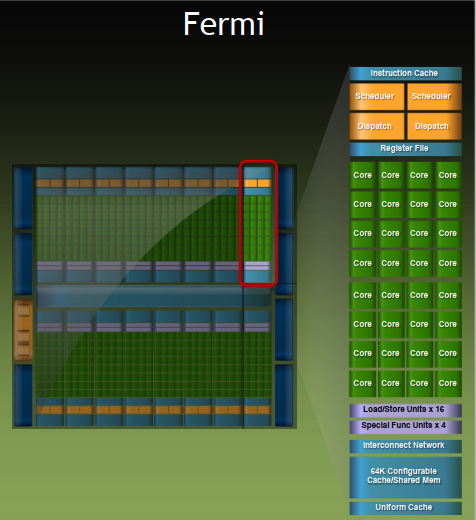 Fermi
Instruction Cache
Scheduler Scheduler
Dispatch Dispatch
Register File
Core Core Core Core
Core Core Core Core
Core Core Core Core
Core Core Core Core
Core Core Core Core
Core Core Core Core
Core Core Core Core
Core Core Core Core
Load/Store Units x 16
Special Func Units x 4
Interconnect Network
64K Configurable
Cache/Shared Mem
Uniform Cache